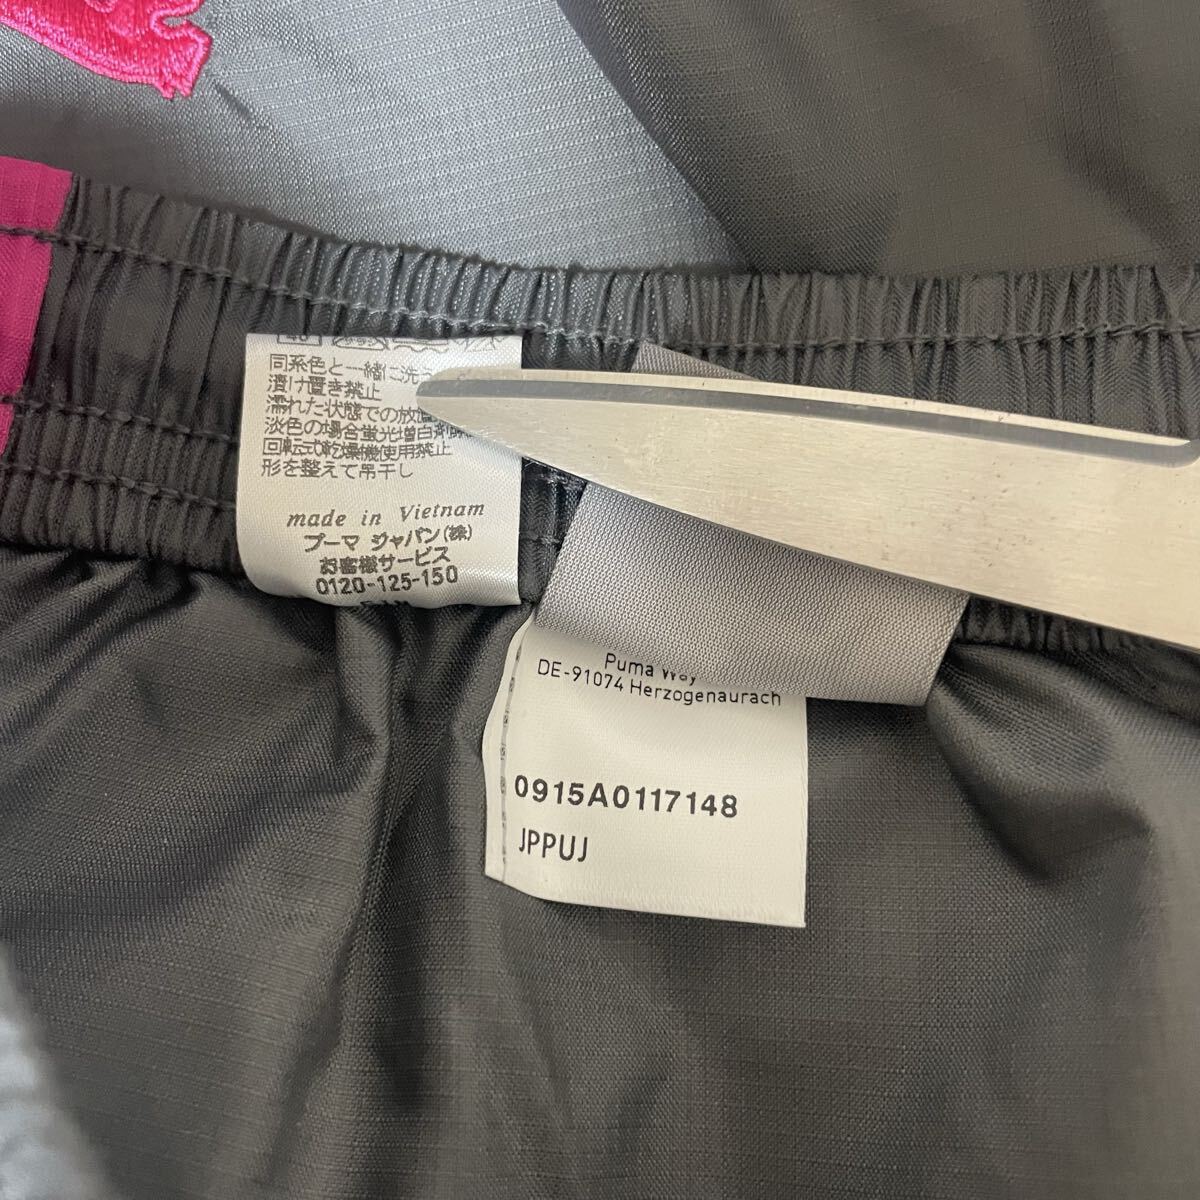 同系色と一緒に洗う
漬け置き禁止
濡れた状態での放置
淡色の場合蛍光増白剤
回転式乾燥機使用禁止
形を整えて吊干し
made in Vietnam
プーマ ジャパン(株)
お客様サービス
0120-125-150
Puma Way
DE-91074 Herzogenaurach
0915A0117148
JPPUJ